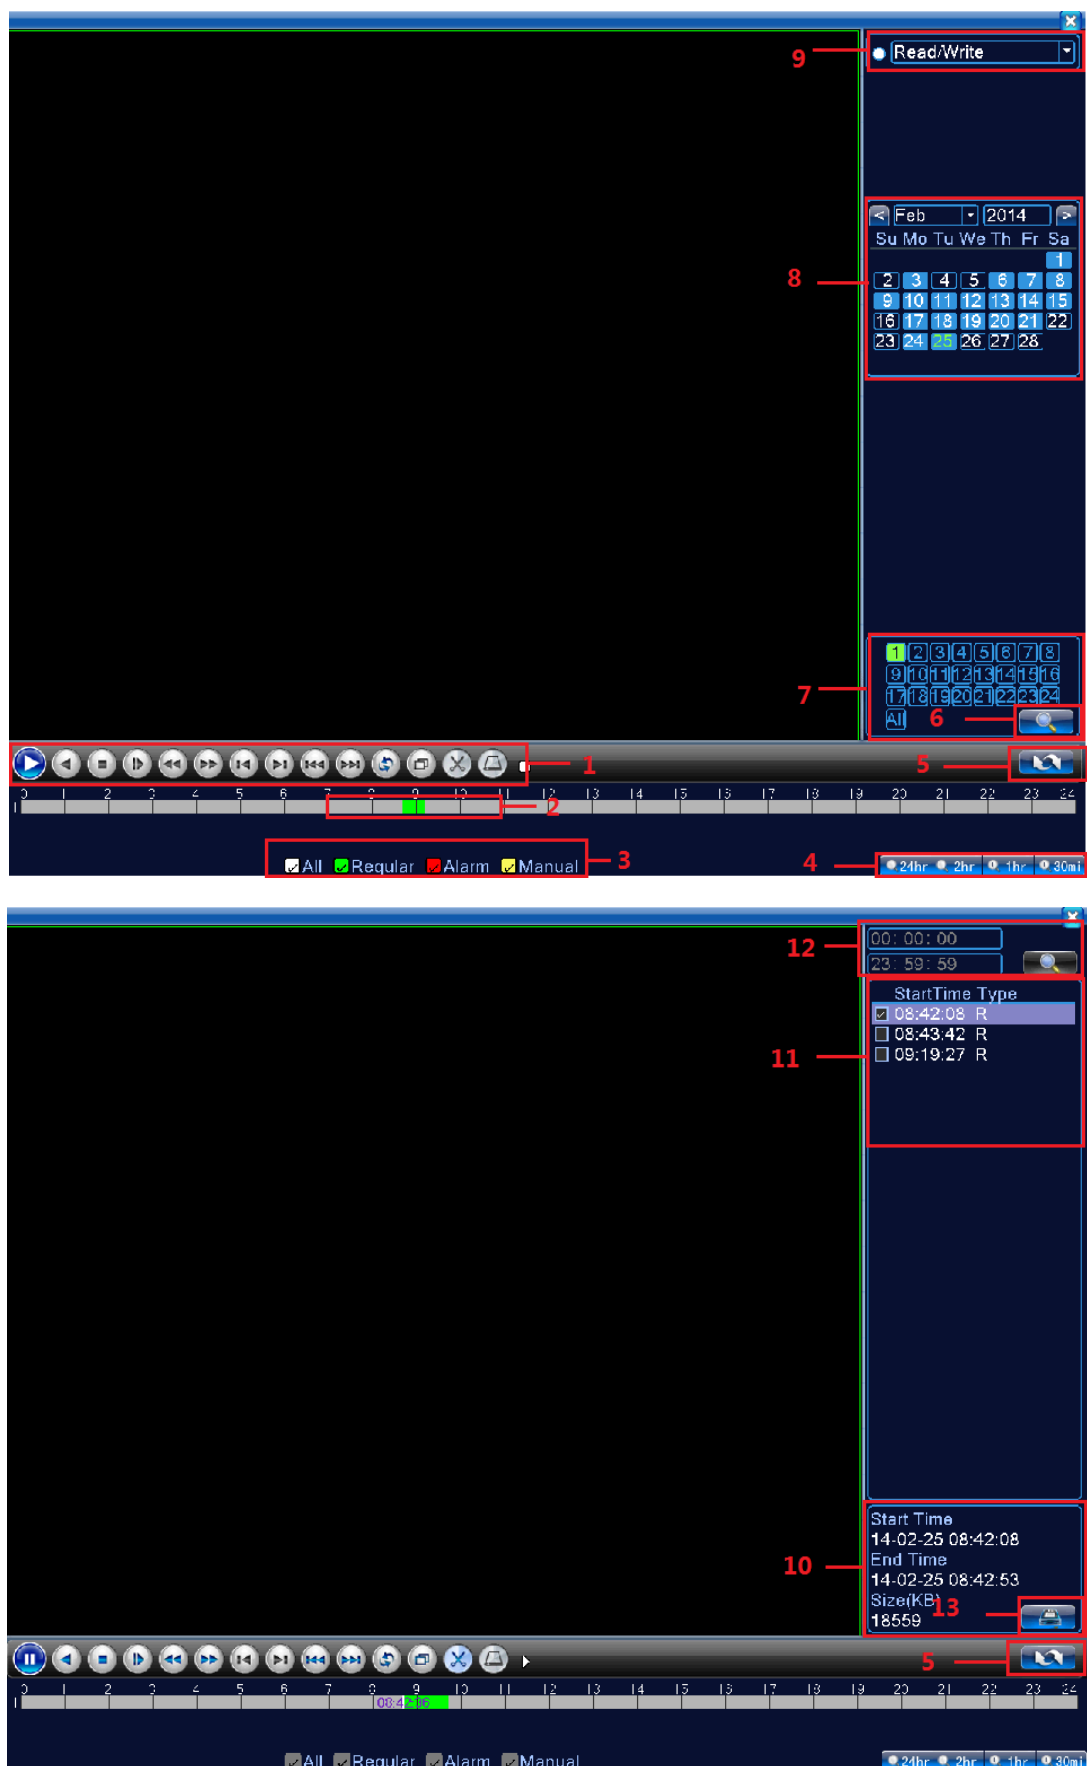 9 Read/Write
Feb 2014
Su Mo Tu We Th Fr Sa
1
8 2 3 4 5 6 7 8
9 10 11 12 13 14 15
16 17 18 19 20 21 22
23 24 25 26 27 28
1 2 3 4 5 6 7 8
9 10 11 12 13 14 15 16
7 17 18 19 20 21 22 23 24
All 6
1 5
0 1 2 3 4 5 6 7 8 9 10 11 12 13 14 15 16 17 18 19 20 21 22 23 24
1 2
All Regular Alarm Manual 3 4 24hr 2hr 1hr 30mi
12 00:00:00
23:59:59
StartTime Type
08:42:08 R
08:43:42 R
11 09:19:27 R
Start Time
14-02-25 08:42:08
10 End Time
14-02-25 08:42:53
Size(KB) 13
18559
5
0 1 2 3 4 5 6 7 8 9 10 11 12 13 14 15 16 17 18 19 20 21 22 23 24
1 08:42:36
All Regular Alarm Manual 24hr 2hr 1hr 30mi